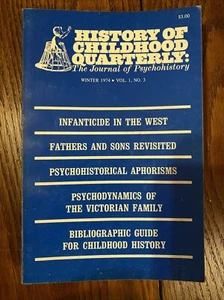 $3.00
HISTORY OF
CHILDHOOD
QUARTERLY:
The Journal of Psychohistory
WINTER 1974 • VOL. 1, NO. 3
INFANTICIDE IN THE WEST
FATHERS AND SONS REVISITED
PSYCHOHISTORICAL APHORISMS
PSYCHODYNAMICS
OF THE
VICTORIAN FAMILY
BIBLIOGRAPHIC GUIDE
FOR CHILDHOOD HISTORY